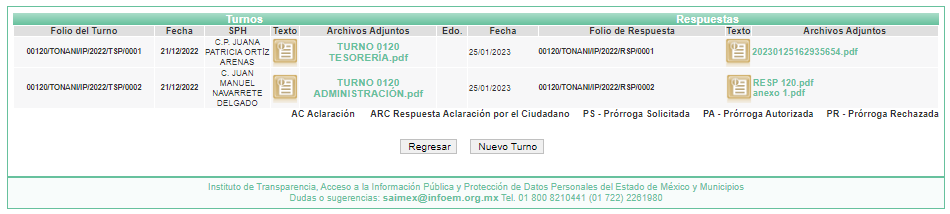 Turnos Respuestas
Folio del Turno Fecha SPH Texto Archivos Adjuntos Edo. Fecha Folio de Respuesta Texto Archivos Adjuntos
00120/TONANI/IP/2022/TSP/0001 21/12/2022 C.P. JUANA PATRICIA ORTÍZ ARENAS TURNO 0120 TESORERÍA.pdf 25/01/2023 00120/TONANI/IP/2022/RSP/0001 20230125162935654.pdf
00120/TONANI/IP/2022/TSP/0002 21/12/2022 C. JUAN MANUEL NAVARRETE DELGADO TURNO 0120 ADMINISTRACIÓN.pdf 25/01/2023 00120/TONANI/IP/2022/RSP/0002 RESP 120.pdf anexo 1.pdf
AC Aclaración ARC Respuesta Aclaración por el Ciudadano PS - Prórroga Solicitada PA - Prórroga Autorizada PR - Prórroga Rechazada
Regresar Nuevo Turno
Instituto de Transparencia, Acceso a la Información Pública y Protección de Datos Personales del Estado de México y Municipios
Dudas o sugerencias: saimex@infoem.org.mx Tel. 01 800 8210441 (01 722) 2261980